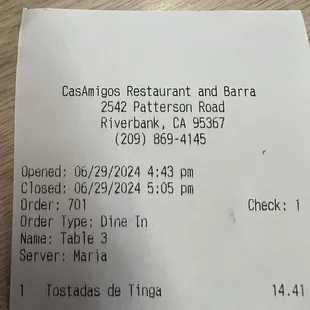 CasAmigos Restaurant and Barra
2542 Patterson Road
Riverbank, CA 95367
(209) 869-4145
Opened: 06/29/2024 4:43 pm
Closed: 06/29/2024 5:05 pm
Order: 701 Check: 1
Order Type: Dine In
Name: Table 3
Server: Maria
1 Tostadas de Tinga 14.41